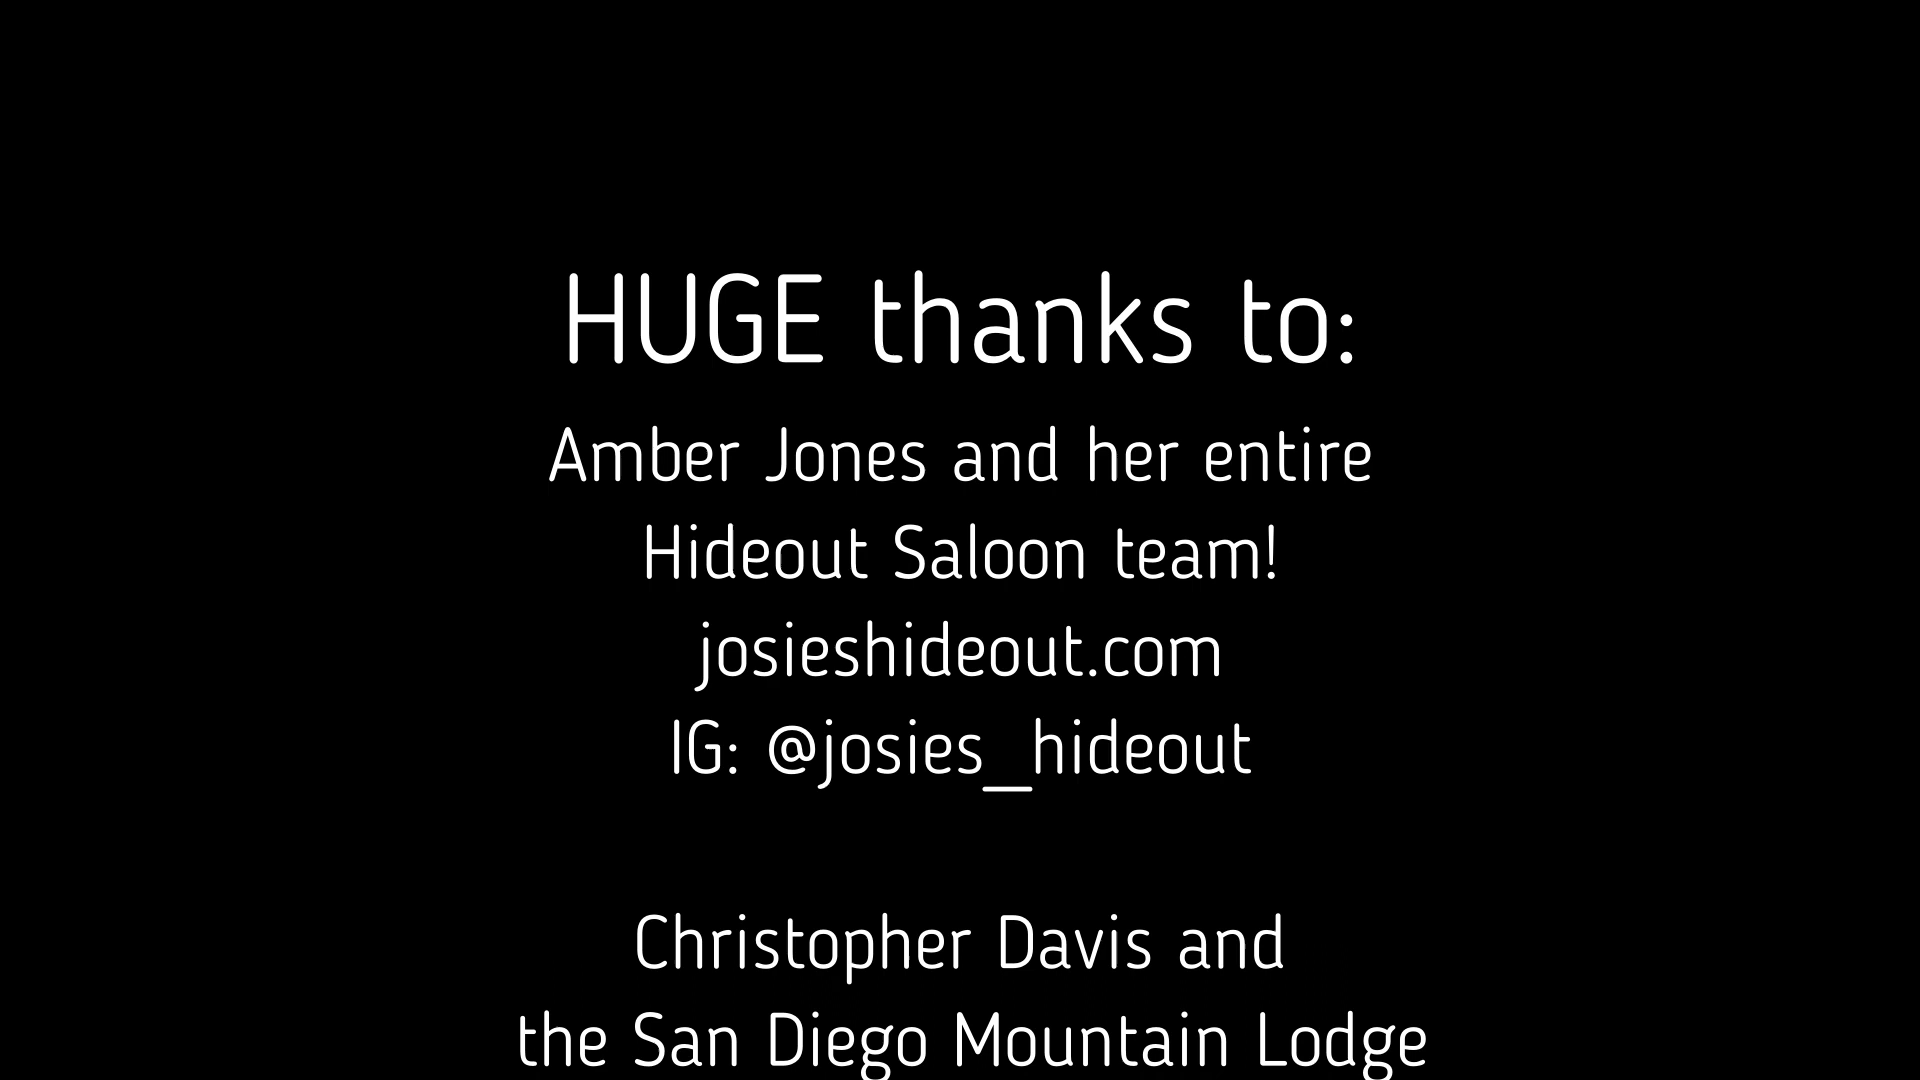 HUGE thanks to:
Amber Jones and her entire
Hideout Saloon team!
josieshideout.com
IG: @josies_hideout
Christopher Davis and
the San Diego Mountain Lodge